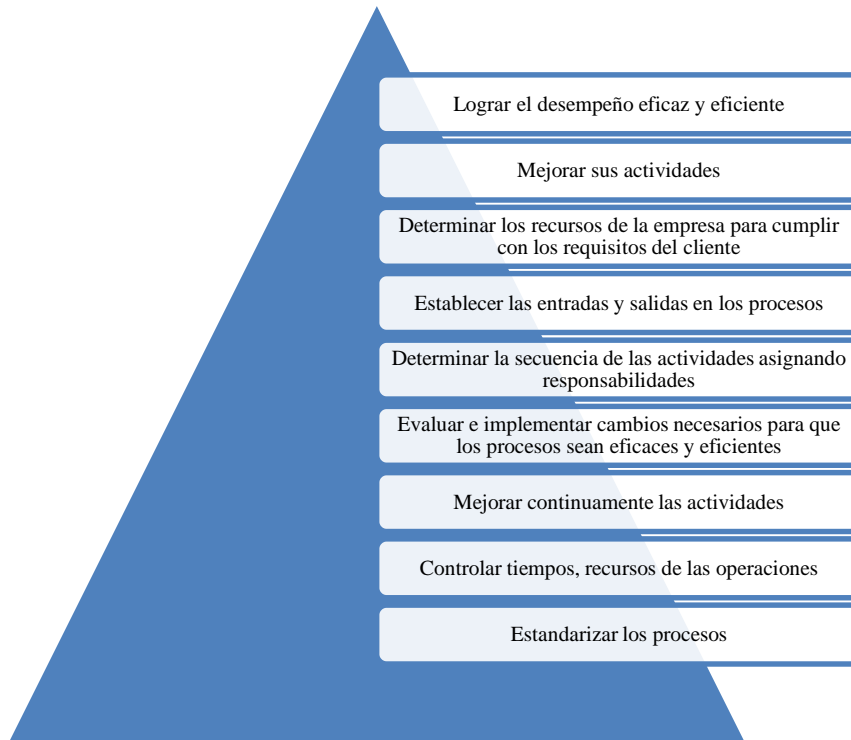 Lograr el desempeño eficaz y eficiente
Mejorar sus actividades
Determinar los recursos de la empresa para cumplir
con los requisitos del cliente
Establecer las entradas y salidas en los procesos
Determinar la secuencia de las actividades asignando
responsabilidades
Evaluar e implementar cambios necesarios para que
los procesos sean eficaces y eficientes
Mejorar continuamente las actividades
Controlar tiempos, recursos de las operaciones
Estandarizar los procesos